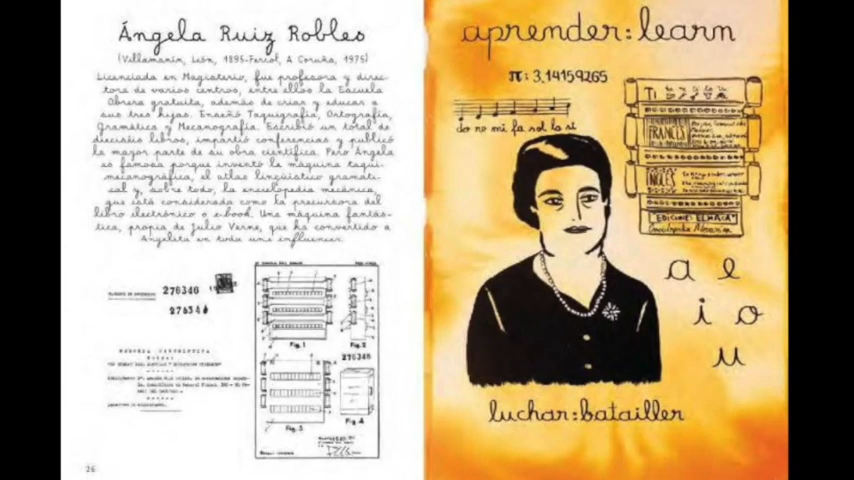 Ángela Ruiz Robles
(Villamanín, León, 1895-Ferrol, A Coruña, 1975)
Licenciada en Magisterio, fue profesora y direc-
tora de varios centros, entre ellos la Escuela
Obrera gratuita, además de criar y educar a
sus tres hijas. Enseñó Taquigrafía, Ortografía,
Gramática y Mecanografía. Escribió un total de
dieciséis libros, impartió conferencias y publicó
la mayor parte de su obra científica. Pero Ángela
es famosa porque inventó la máquina taqui-
mecanográfica, el atlas lingüístico gramati-
cal y, sobre todo, la enciclopedia mecánica,
que está considerada como la precursora del
libro electrónico o e-book. Una máquina fantás-
tica, propia de Julio Verne, que ha convertido a
Angelita en toda una influencer.
276346
276346
MEMORIA DESCRIPTIVA
Fig. 1
Fig. 2
276346
Fig. 3
Fig. 4
26
aprender:learn
π: 3,14159265
do re mi fa sol la si
FRANCÉS
INGLÉS
a e
i o
u
luchar:batailler